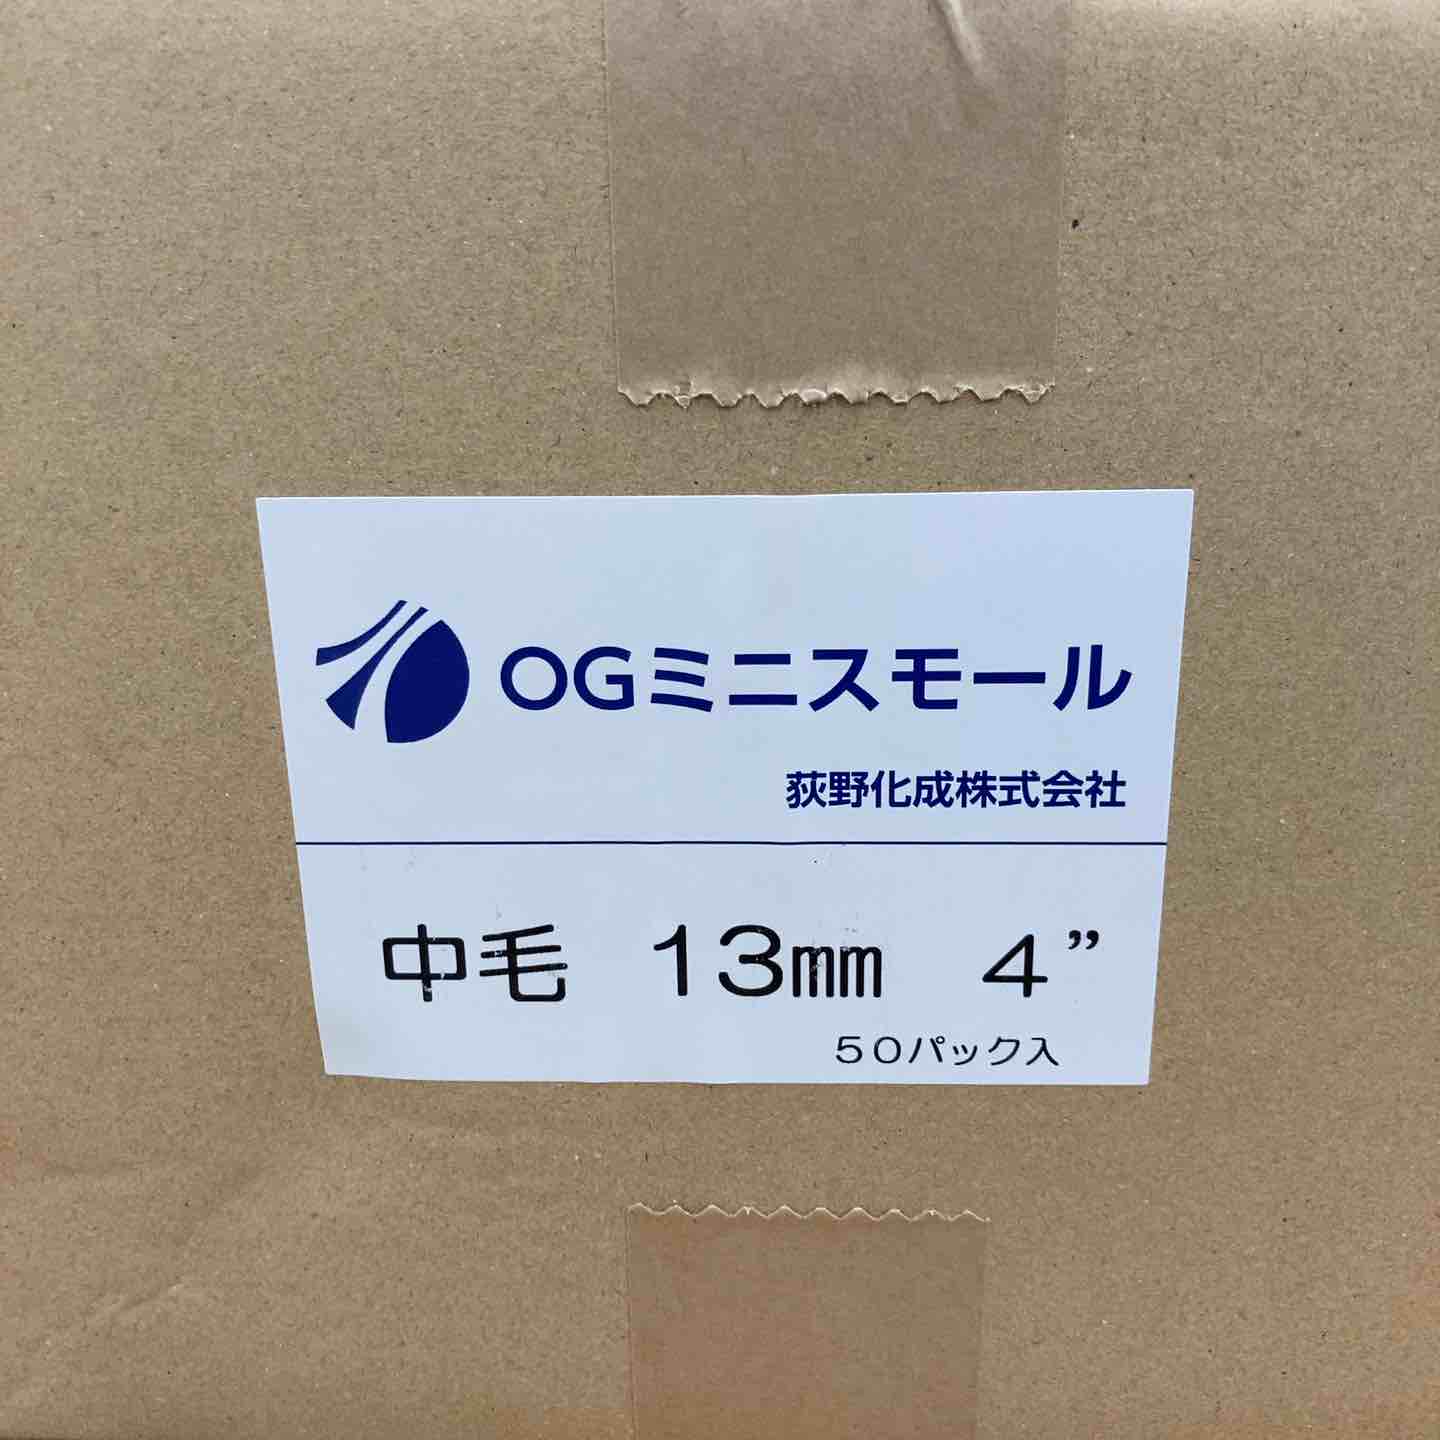 OGミニスモール
荻野化成株式会社
中毛 13mm 4”
50パック入